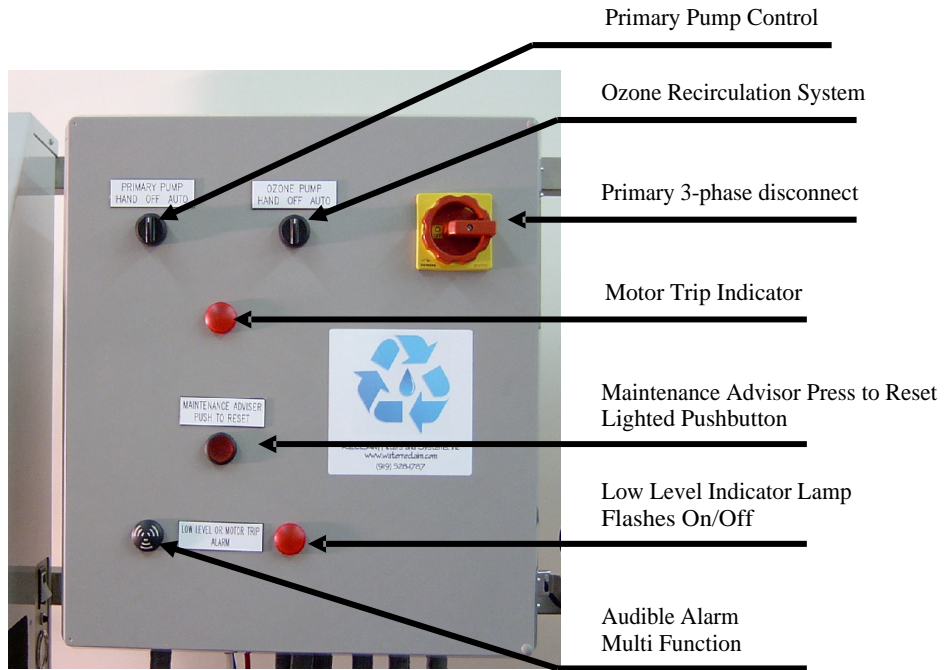 Primary Pump Control
Ozone Recirculation System
PRIMARY PUMP
HAND OFF AUTO
OZONE PUMP
HAND OFF AUTO
Primary 3-phase disconnect
Motor Trip Indicator
MAINTENANCE ADVISER
PUSH TO RESET
Maintenance Advisor Press to Reset
Lighted Pushbutton
www.waterreclaim.com
(919) 528-1787
Low Level Indicator Lamp
Flashes On/Off
LOW LEVEL OR MOTOR TRIP
ALARM
Audible Alarm
Multi Function